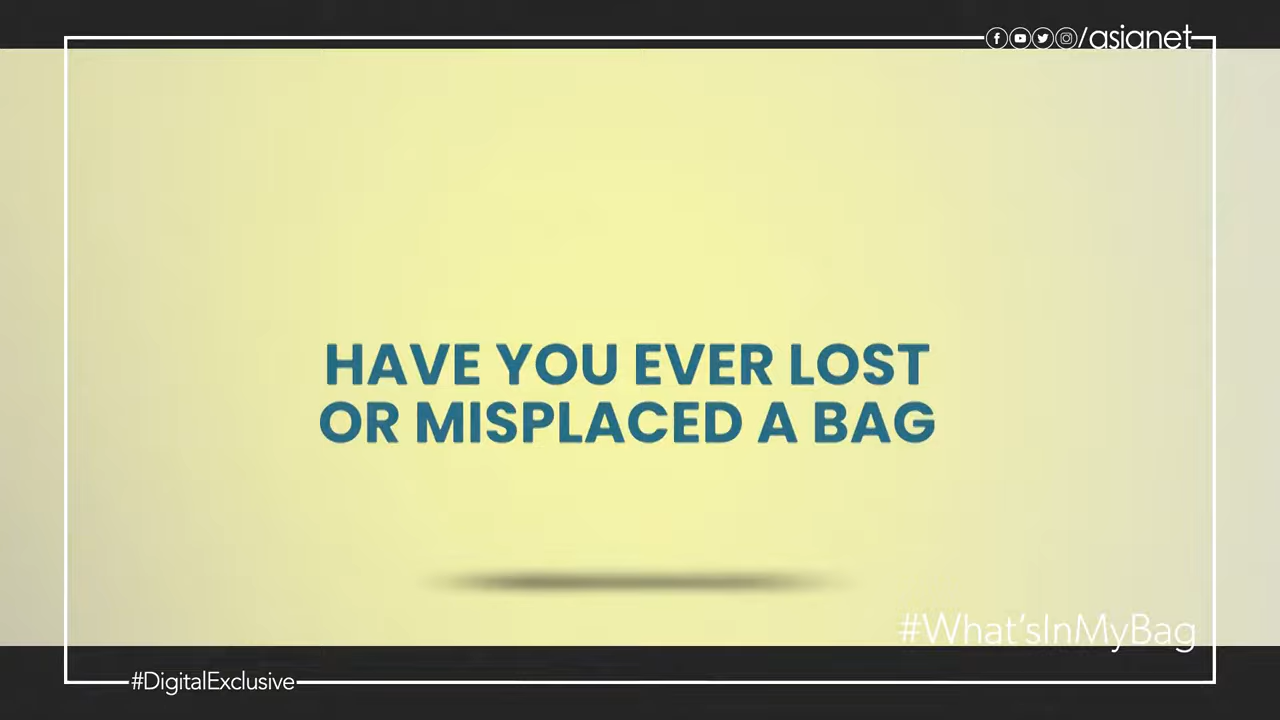 /asianet
HAVE YOU EVER LOST
OR MISPLACED A BAG
#What'sInMyBag
#DigitalExclusive